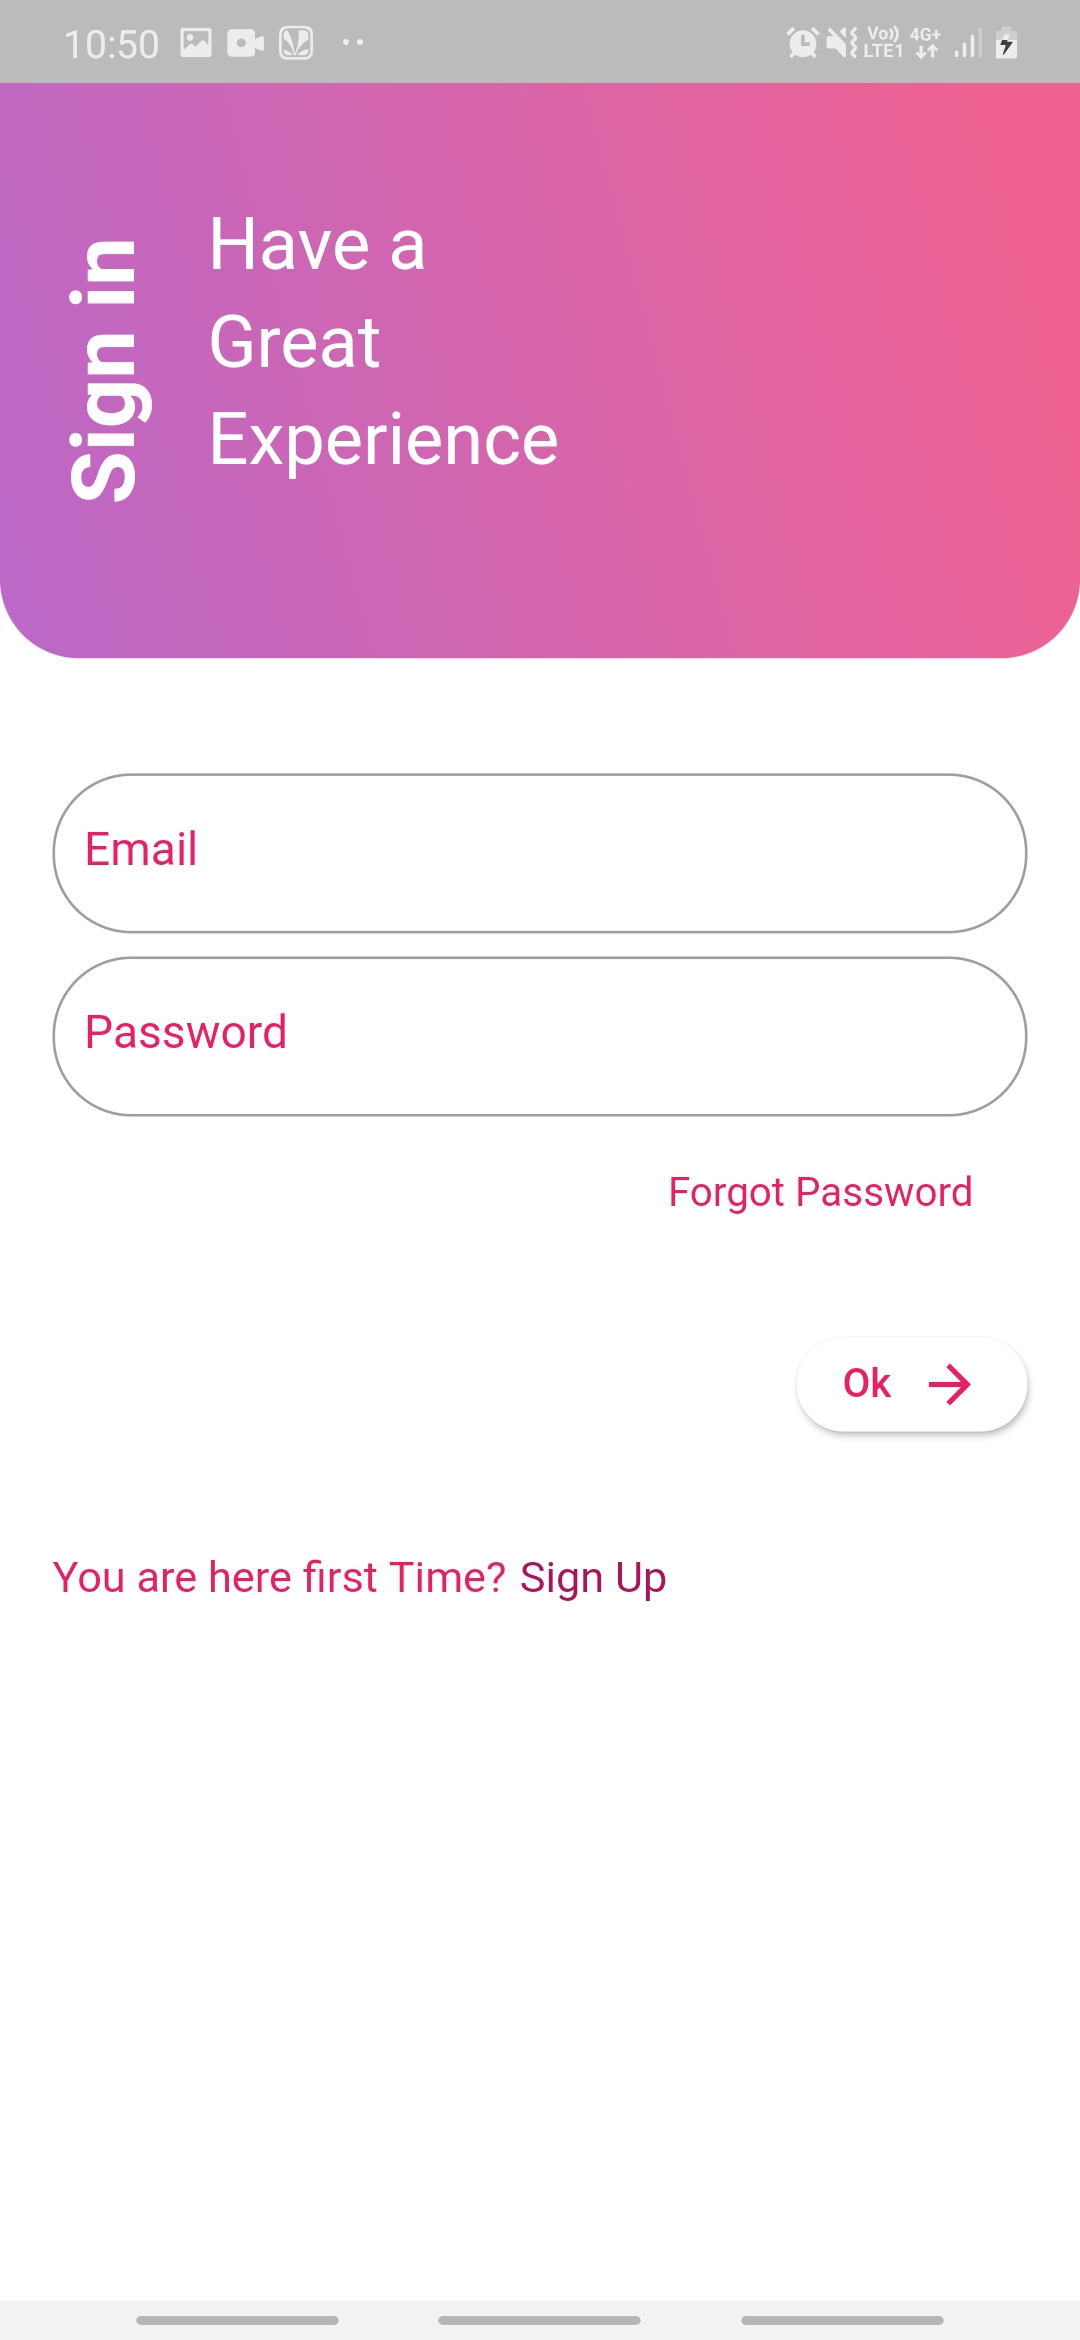 10:50
Vo)) 4G+
LTE1
Sign in
Have a
Great
Experience
Email
Password
Forgot Password
Ok
You are here first Time? Sign Up